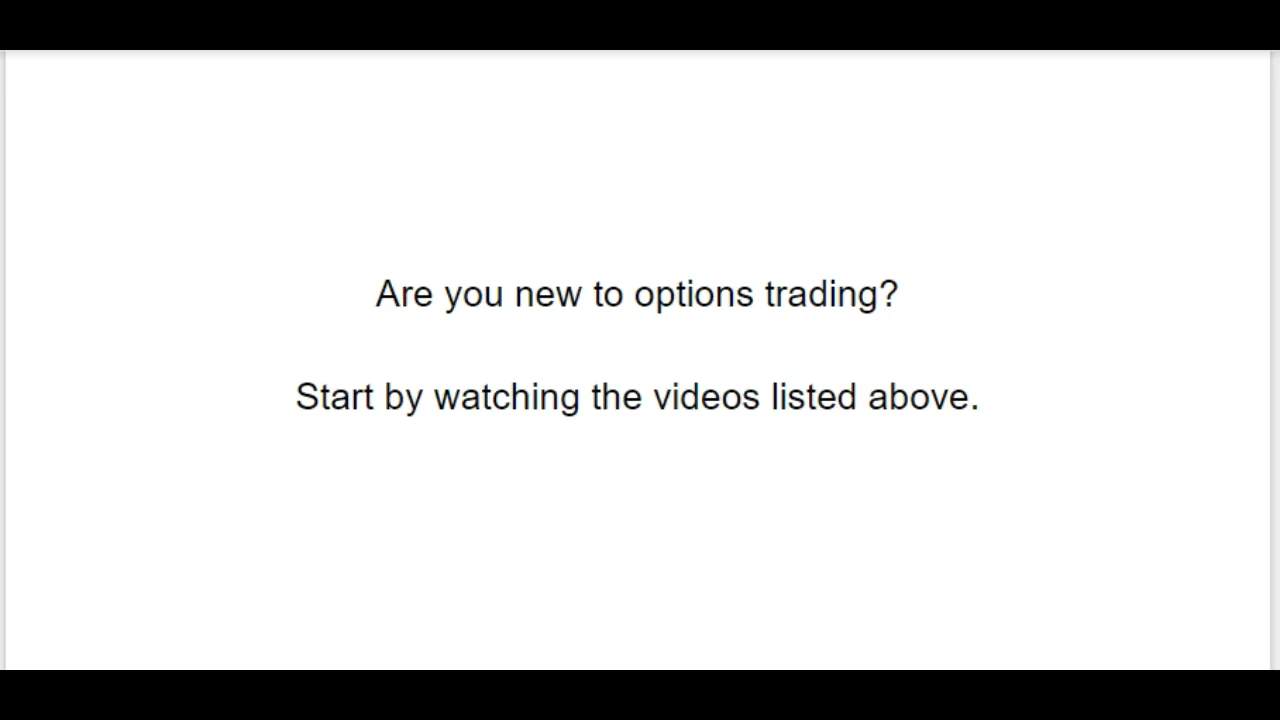 Are you new to options trading?
Start by watching the videos listed above.